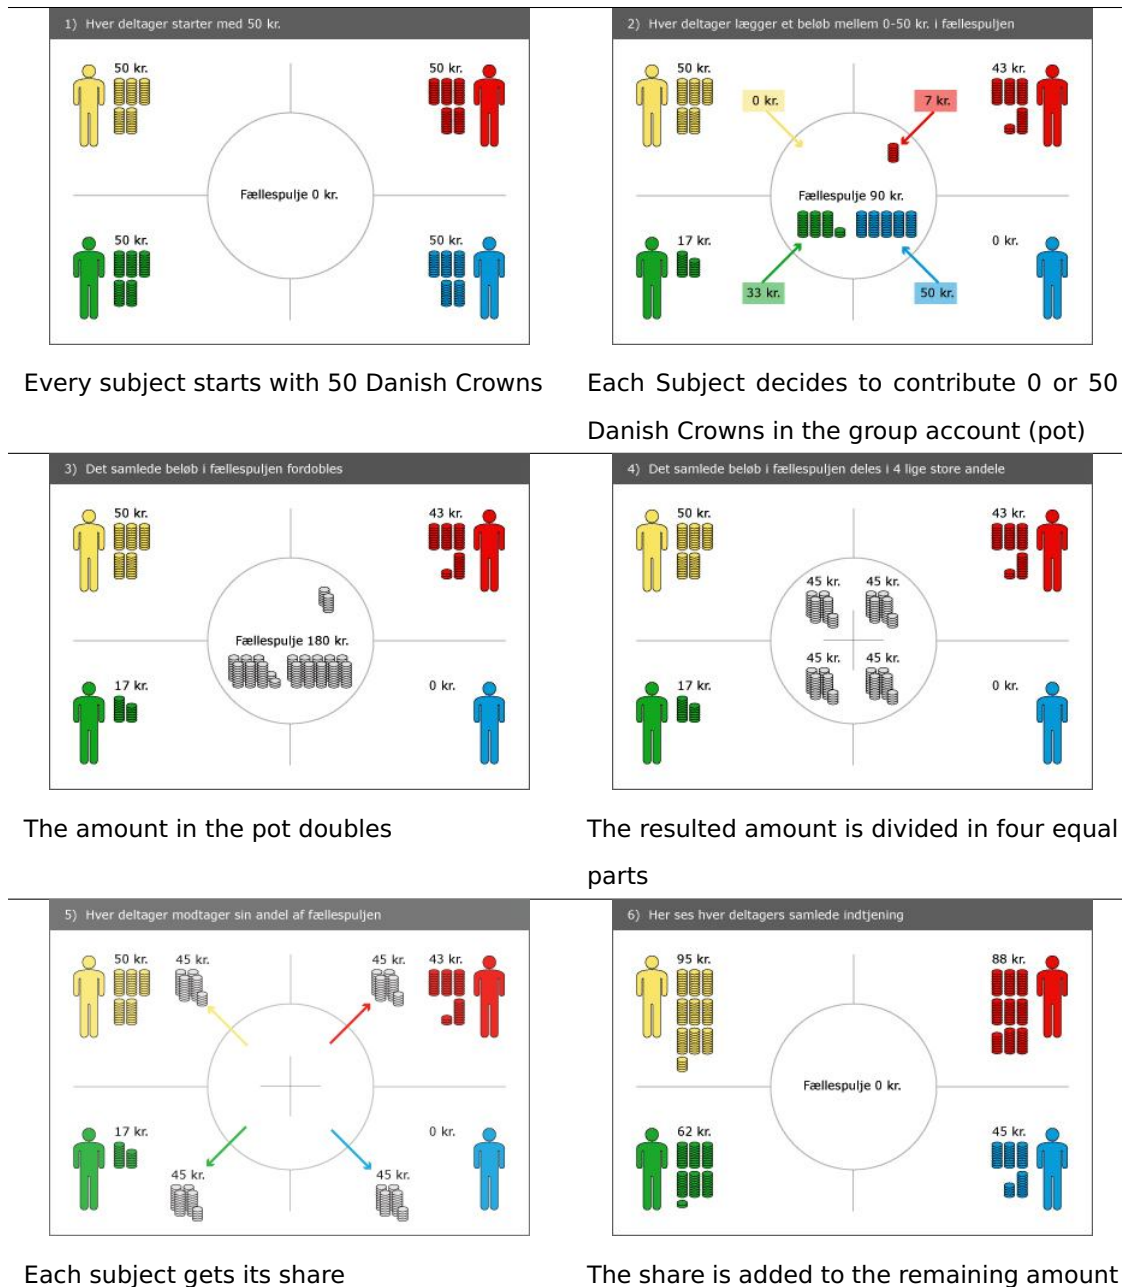 1) Hver deltager starter med 50 kr.
50 kr.
50 kr.
Fællespulje 0 kr.
50 kr.
50 kr.
Every subject starts with 50 Danish Crowns
2) Hver deltager lægger et beløb mellem 0-50 kr. i fællespuljen
50 kr.
43 kr.
0 kr.
7 kr.
Fællespulje 90 kr.
17 kr.
0 kr.
33 kr.
50 kr.
Each Subject decides to contribute 0 or 50
Danish Crowns in the group account (pot)
3) Det samlede beløb i fællespuljen fordobles
50 kr.
43 kr.
Fællespulje 180 kr.
17 kr.
0 kr.
The amount in the pot doubles
4) Det samlede beløb i fællespuljen deles i 4 lige store andele
50 kr.
43 kr.
45 kr.
45 kr.
45 kr.
45 kr.
17 kr.
0 kr.
The resulted amount is divided in four equal
parts
5) Hver deltager modtager sin andel af fællespuljen
50 kr.
45 kr.
45 kr.
43 kr.
17 kr.
0 kr.
45 kr.
45 kr.
Each subject gets its share
6) Her ses hver deltagers samlede indtjening
95 kr.
88 kr.
Fællespulje 0 kr.
62 kr.
45 kr.
The share is added to the remaining amount